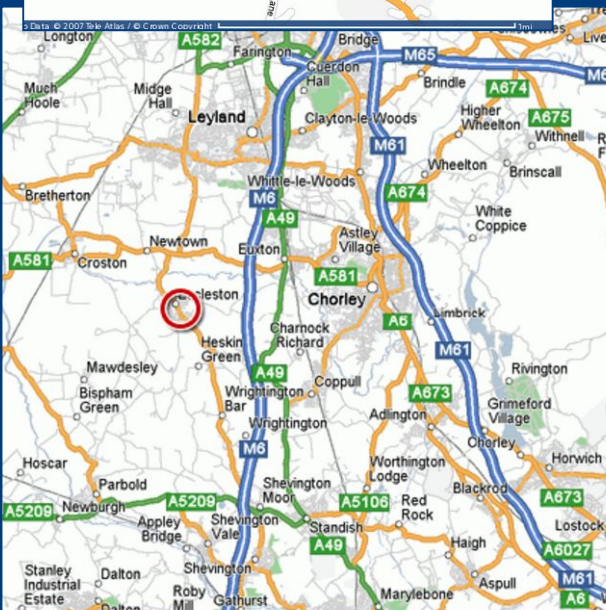 ane
Data © 2007 Tele Atlas / © Crown Copyright
1mi
Longton
A582
Farington
Bridge
M65
Cuerdon
Hall
Brindle
M6
Much
Hoole
Midge
Hall
A674
Higher
Wheelton
A675
Leyland
Clayton-le-Woods
Withnell
M61
Wheelton
Brinscall
Whittle-le-Woods
Bretherton
M6
A674
A49
White
Coppice
Astley
Village
Newtown
Euxton
A581
Croston
A581
Chorley
Limbrick
A6
Charnock
Richard
Heskin
Green
M61
Mawdesley
A49
Rivington
Bispham
Green
Wrightington
Bar
Coppull
A673
Grimeford
Village
Adlington
Wrightington
Chorley
M6
Hoscar
Worthington
Lodge
Horwich
Parbold
Shevington
Moor
Blackrod
A673
A5209
Newburgh
A5209
A5106
Red
Rock
Appley
Bridge
Shevington
Vale
Standish
Lostock
A49
Haigh
A6027
Stanley
Industrial
Estate
Dalton
Shevington
Roby
Mill
Aspull
M61
Dalton
Gathurst
Marylebone
A6